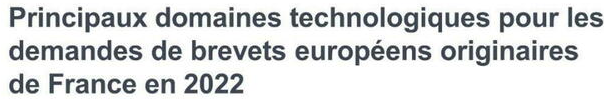 Principaux domaines technologiques pour les
demandes de brevets européens originaires
de France en 2022